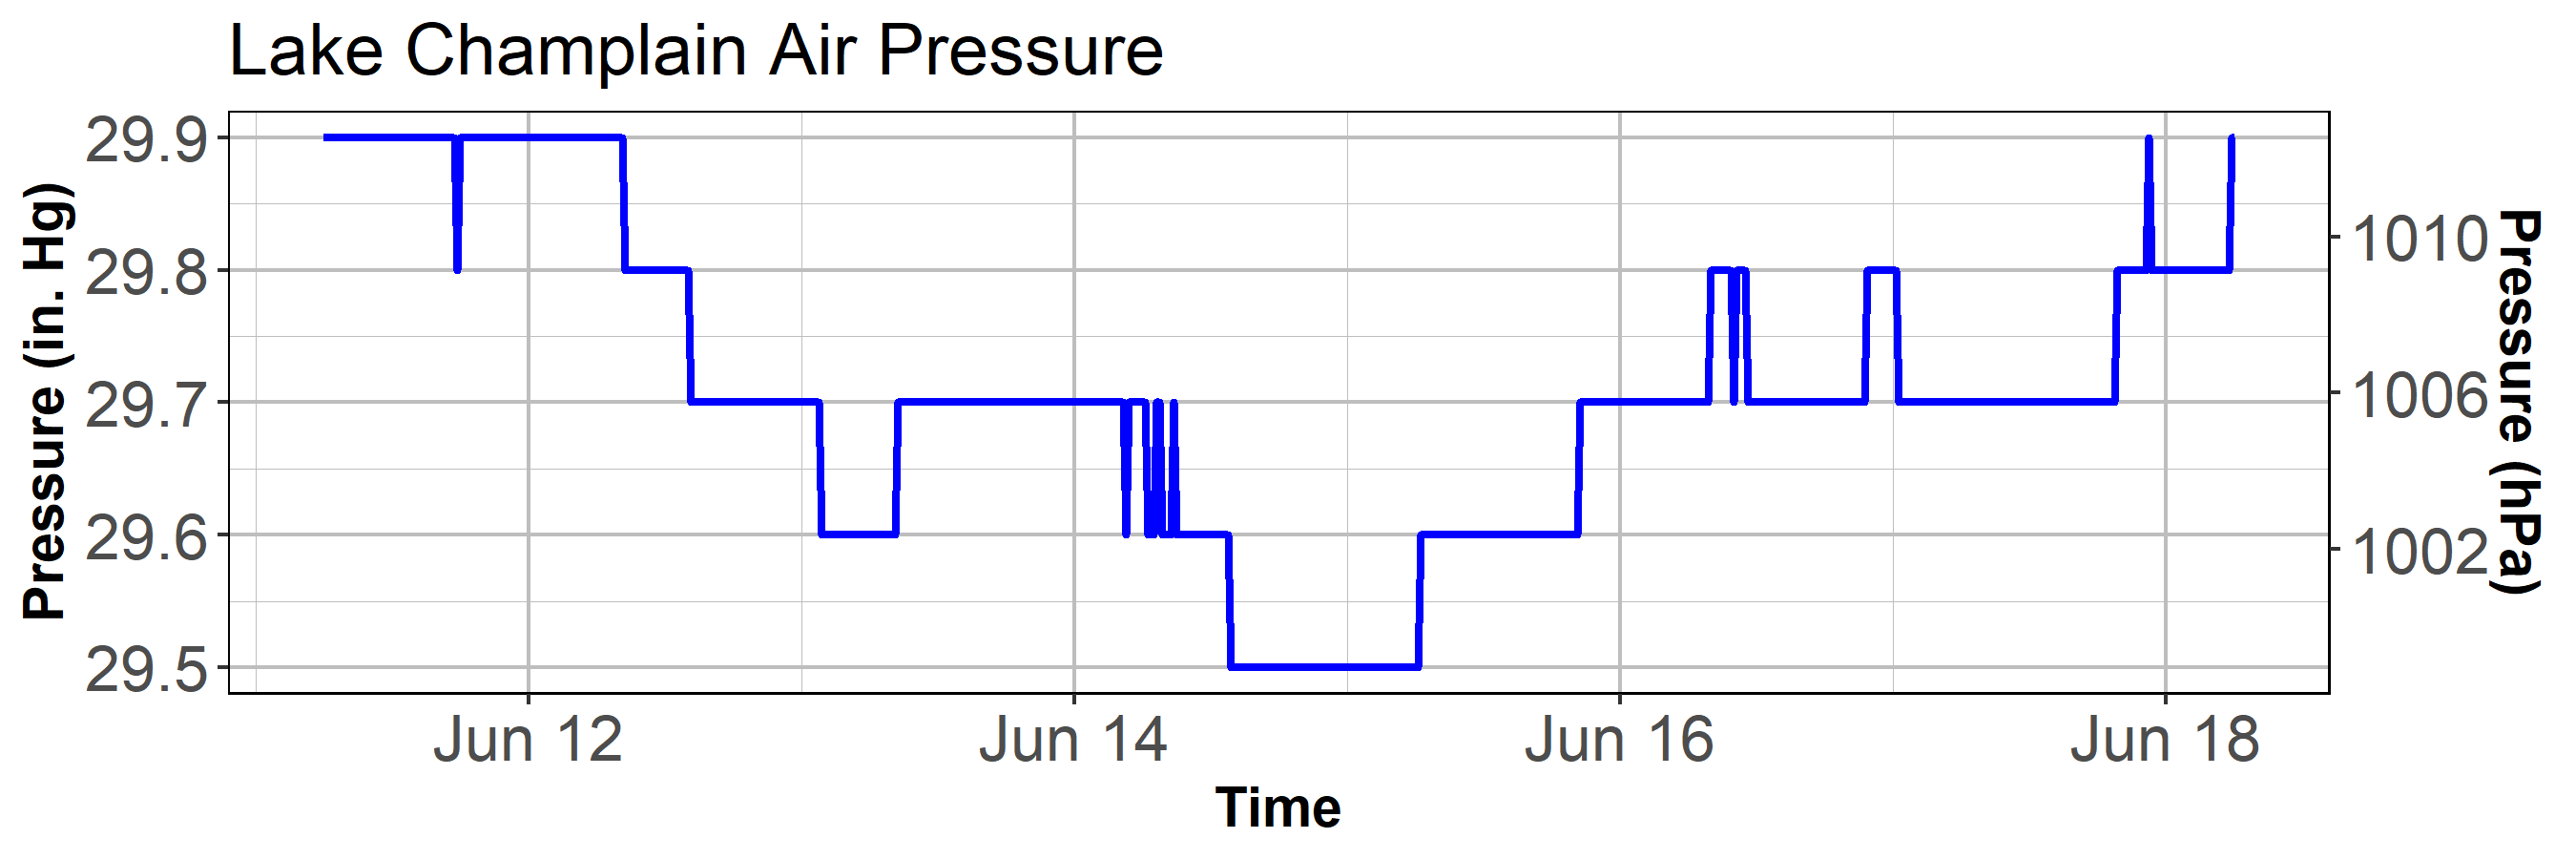 Lake Champlain Air Pressure
Pressure (in. Hg)
29.9
29.8
29.7
29.6
29.5
1010
1006
1002
Pressure (hPa)
Jun 12 Jun 14 Jun 16 Jun 18
Time